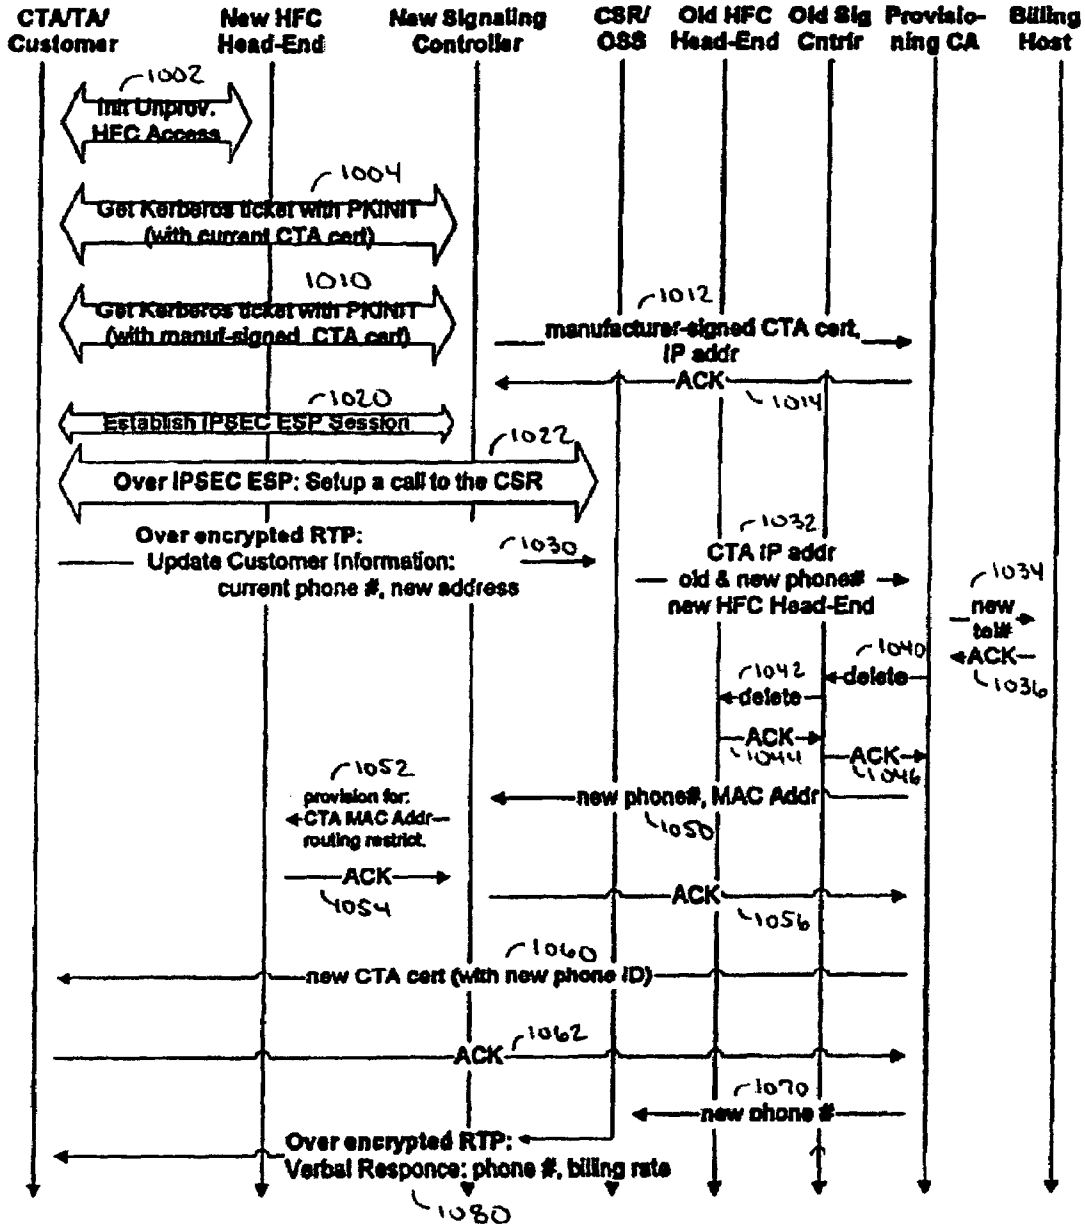 CTA/TA/
Customer
New HFC
Head-End
New Signaling
Controller
CSR/
OSS
Old HFC
Head-End
Old Sig
Cntrlr
Provisio-
ning CA
Billing
Host
1002
Init Unprov.
HFC Access
1004
Get Kerberos ticket with PKINIT
(with current CTA cert)
1010
Get Kerberos ticket with PKINIT
(with manuf-signed CTA cert)
1012
manufacturer-signed CTA cert,
IP addr
ACK
1014
1020
Establish IPSEC ESP Session
1022
Over IPSEC ESP: Setup a call to the CSR
Over encrypted RTP:
Update Customer Information:
current phone #, new address
1030
1032
CTA IP addr
old & new phone#
new HFC Head-End
1034
new
tel#
ACK
1036
1040
delete
1042
delete
ACK
1044
ACK
1046
new phone#, MAC Addr
1050
1052
provision for:
CTA MAC Addr
routing restrict.
ACK
1054
ACK
1056
1060
new CTA cert (with new phone ID)
1062
ACK
1070
new phone #
Over encrypted RTP:
Verbal Responce: phone #, billing rate
1080